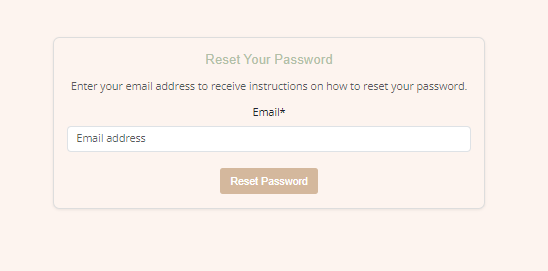 Reset Your Password
Enter your email address to receive instructions on how to reset your password.
Email*
Email address
Reset Password